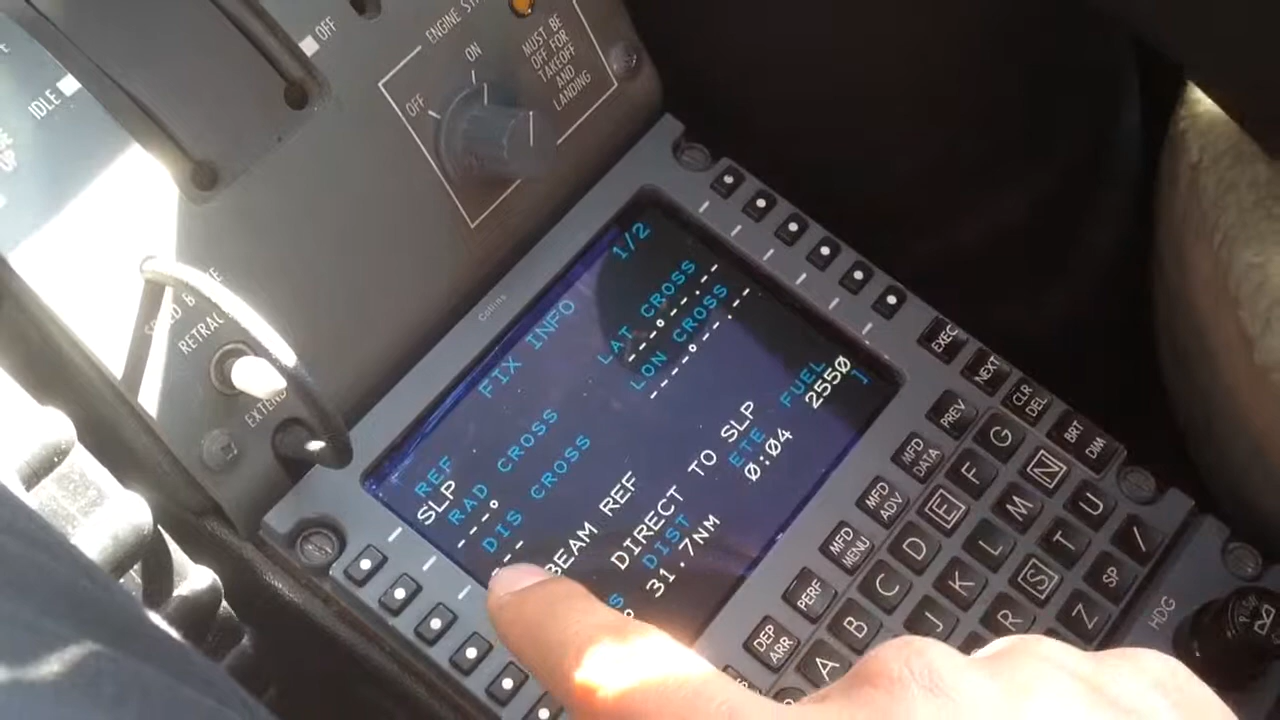 IDLE
OFF
ENGINE
ON
OFF
MUST BE
OFF FOR
TAKEOFF
AND
LANDING
RETRAC
EXTEND
Collins
FIX INFO 1/2
REF LAT CROSS
SLP --°--.--
RAD CROSS LON CROSS
---° ---°--.--
DIS CROSS
BEAM REF
DIRECT TO SLP
DIST ETE FUEL
31.7NM 0:04 2550
EXEC
NEXT
PREV
CLR
DEL
BRT
DIM
MFD
DATA
MFD
ADV
MFD
MENU
PERF
DEP
ARR
G
F
N
E
M
U
D
L
T
/
C
K
S
SP
B
J
R
Z
A
HDG